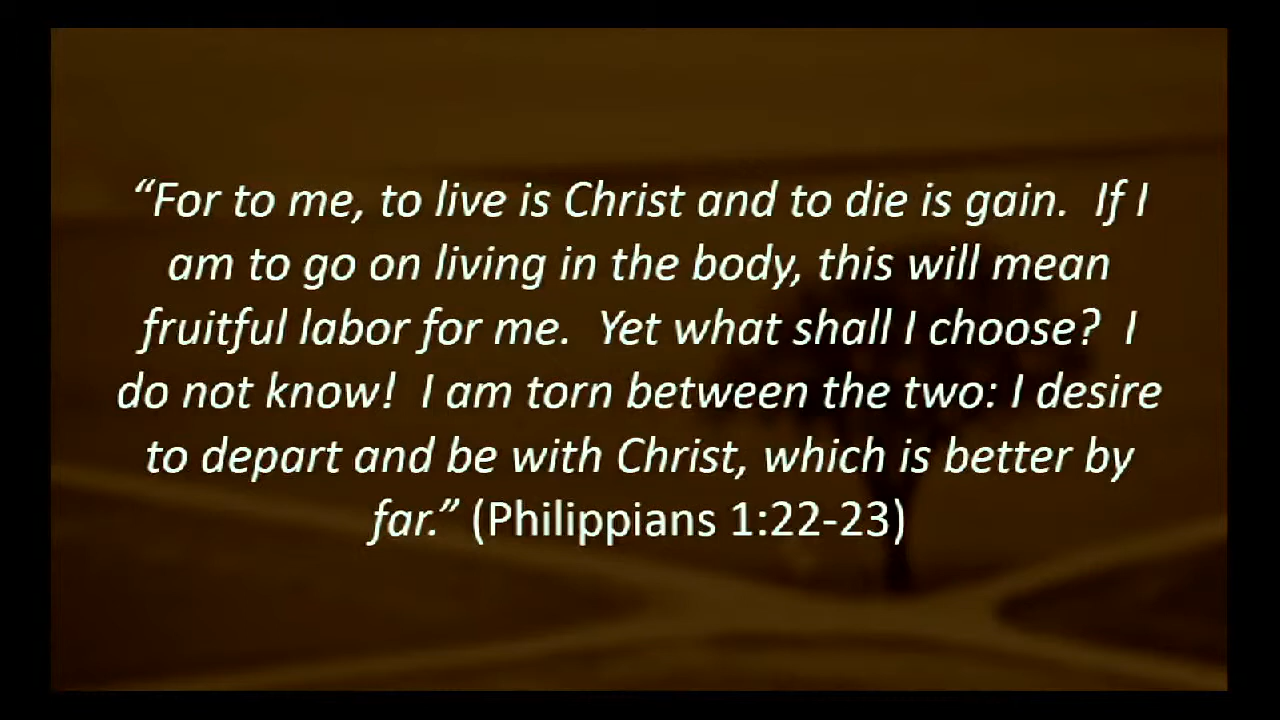 “For to me, to live is Christ and to die is gain.  If I
am to go on living in the body, this will mean
fruitful labor for me.  Yet what shall I choose?  I
do not know!  I am torn between the two: I desire
to depart and be with Christ, which is better by
far.” (Philippians 1:22-23)